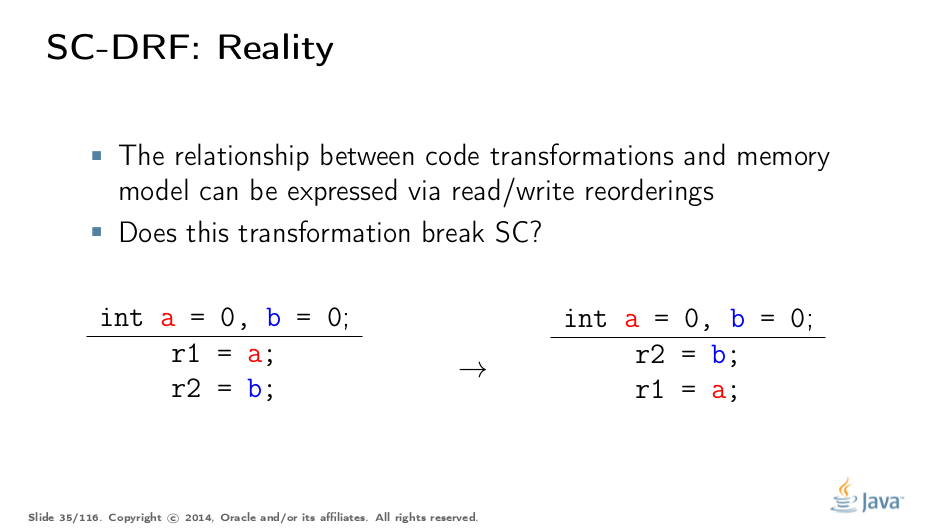 SC-DRF: Reality
The relationship between code transformations and memory
model can be expressed via read/write reorderings
Does this transformation break SC?
int a = 0, b = 0;
r1 = a;
r2 = b;
→
int a = 0, b = 0;
r2 = b;
r1 = a;
Java™
Slide 35/116. Copyright © 2014, Oracle and/or its affiliates. All rights reserved.